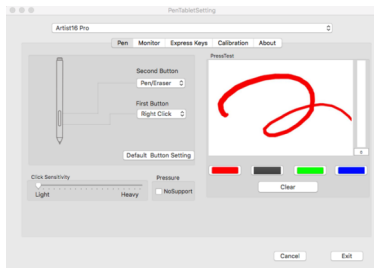 PenTabletSetting
Artist16 Pro
Pen Monitor Express Keys Calibration About
PressTest
Second Button
Pen/Eraser
First Button
Right Click
Default Button Setting
Click Sensitivity
Light Heavy
Pressure
NoSupport
0
Clear
Cancel Exit